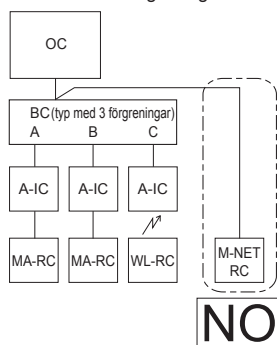 OC
BC(typ med 3 förgreningar)
A B C
A-IC A-IC A-IC
MA-RC MA-RC WL-RC
M-NET
RC
NO